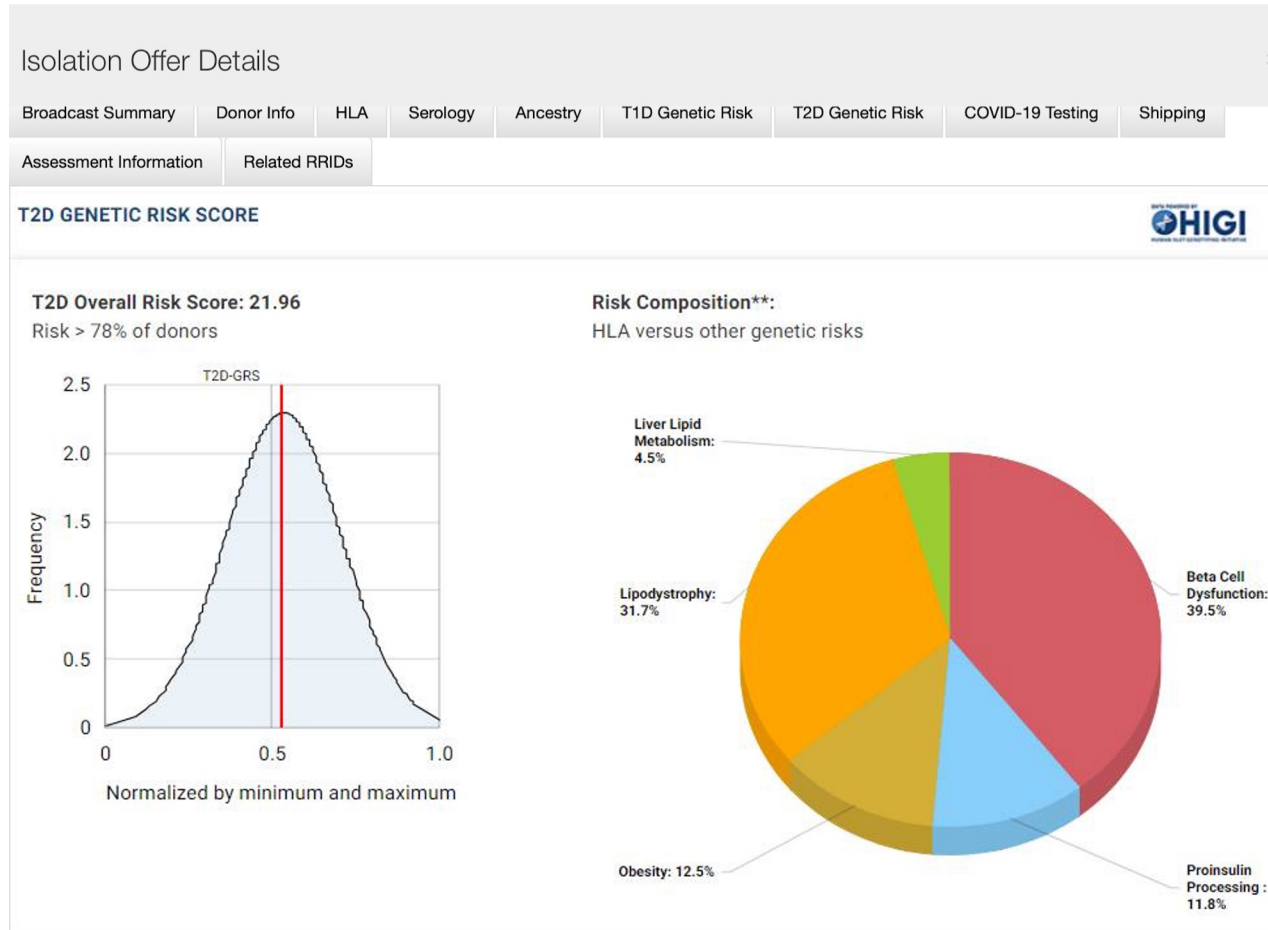 Isolation Offer Details
Broadcast Summary
Donor Info
HLA
Serology
Ancestry
T1D Genetic Risk
T2D Genetic Risk
COVID-19 Testing
Shipping
Assessment Information
Related RRIDs
T2D GENETIC RISK SCORE
HIGI
T2D Overall Risk Score: 21.96
Risk > 78% of donors
T2D-GRS
2.5
2.0
1.5
1.0
0.5
0
Frequency
0
0.5
1.0
Normalized by minimum and maximum
Risk Composition**:
HLA versus other genetic risks
Liver Lipid
Metabolism:
4.5%
Lipodystrophy:
31.7%
Beta Cell
Dysfunction:
39.5%
Obesity: 12.5%
Proinsulin
Processing :
11.8%